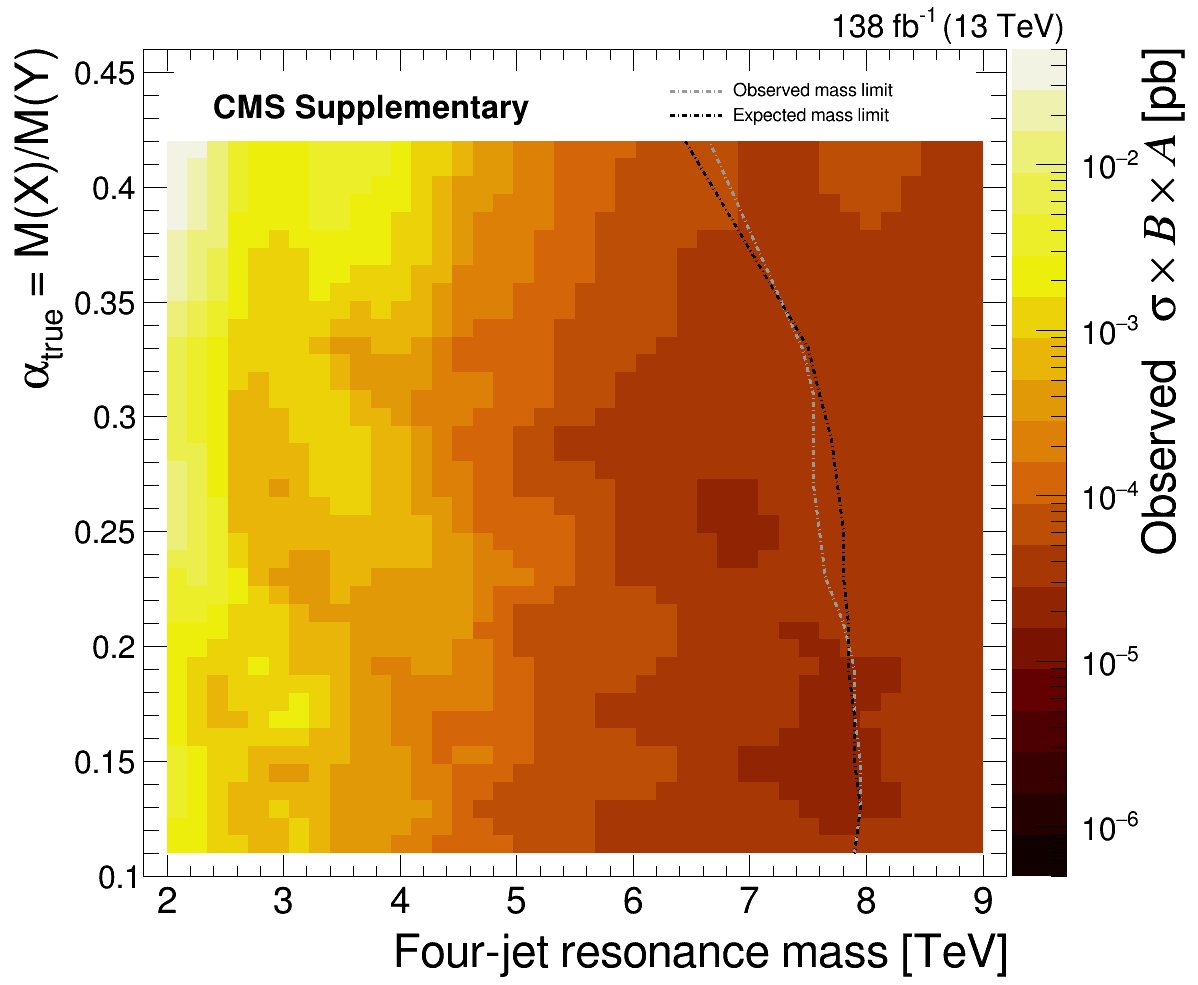 138 fb⁻¹ (13 TeV)
CMS Supplementary
Observed mass limit
Expected mass limit
α_true = M(X)/M(Y)
0.45
0.4
0.35
0.3
0.25
0.2
0.15
0.1
2 3 4 5 6 7 8 9
Four-jet resonance mass [TeV]
10⁻²
10⁻³
10⁻⁴
10⁻⁵
10⁻⁶
Observed σ × B × A [pb]